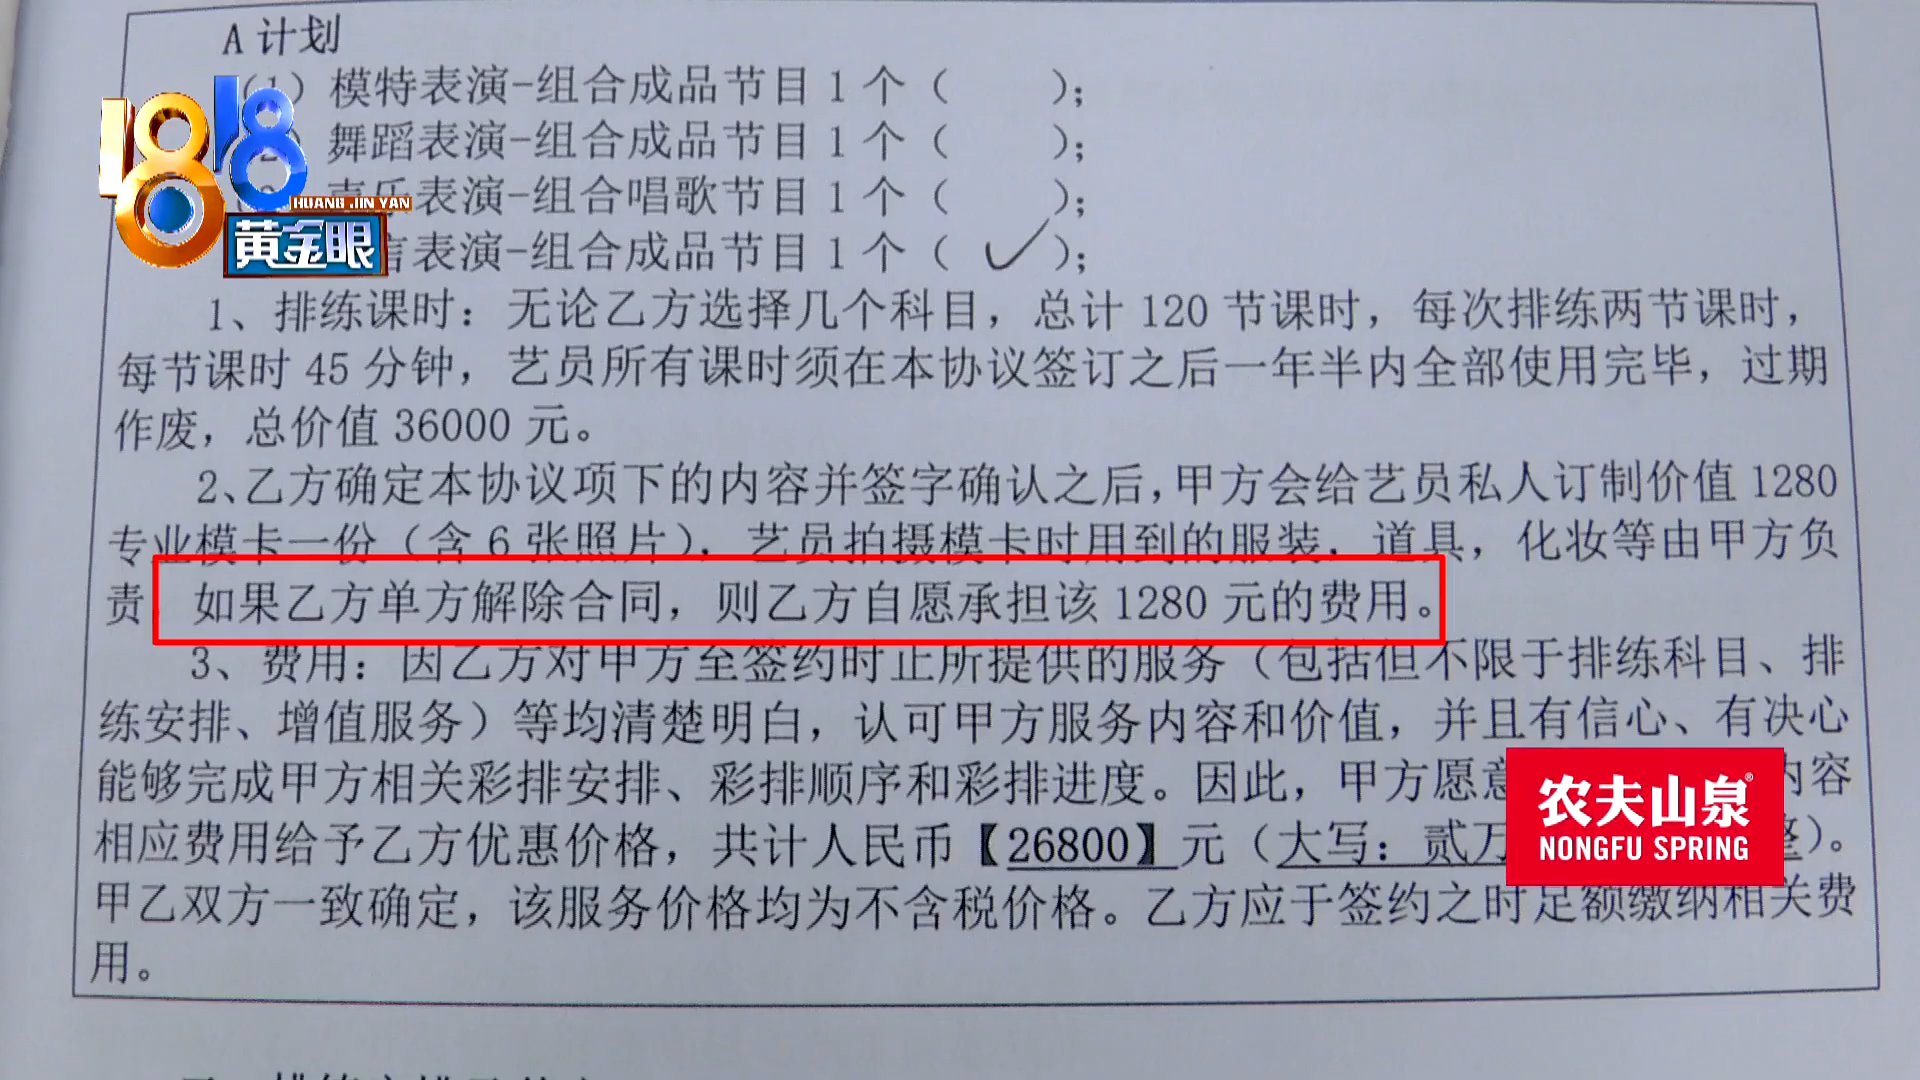 A 计划
模特表演-组合成品节目 1 个（ ）；
舞蹈表演-组合成品节目 1 个（ ）；
表演-组合唱歌节目 1 个（ ）；
表演-组合成品节目 1 个（ ✓ ）；
1818
HUANG JIN YAN
黄金眼
1、排练课时：无论乙方选择几个科目，总计 120 节课时，每次排练两节课时，
每节课时 45 分钟，艺员所有课时须在本协议签订之后一年半内全部使用完毕，过期
作废，总价值 36000 元。
2、乙方确定本协议项下的内容并签字确认之后，甲方会给艺员私人订制价值 1280
专业模卡一份（含 6 张照片），艺员拍摄模卡时用到的服装，道具，化妆等由甲方负
责 如果乙方单方解除合同，则乙方自愿承担该 1280 元的费用。
3、费用：因乙方对甲方至签约时止所提供的服务（包括但不限于排练科目、排
练安排、增值服务）等均清楚明白，认可甲方服务内容和价值，并且有信心、有决心
能够完成甲方相关彩排安排、彩排顺序和彩排进度。因此，甲方愿意 内容
相应费用给予乙方优惠价格，共计人民币【26800】元（大写：贰万 整）。
甲乙双方一致确定，该服务价格均为不含税价格。乙方应于签约之时足额缴纳相关费
用。
农夫山泉®
NONGFU SPRING